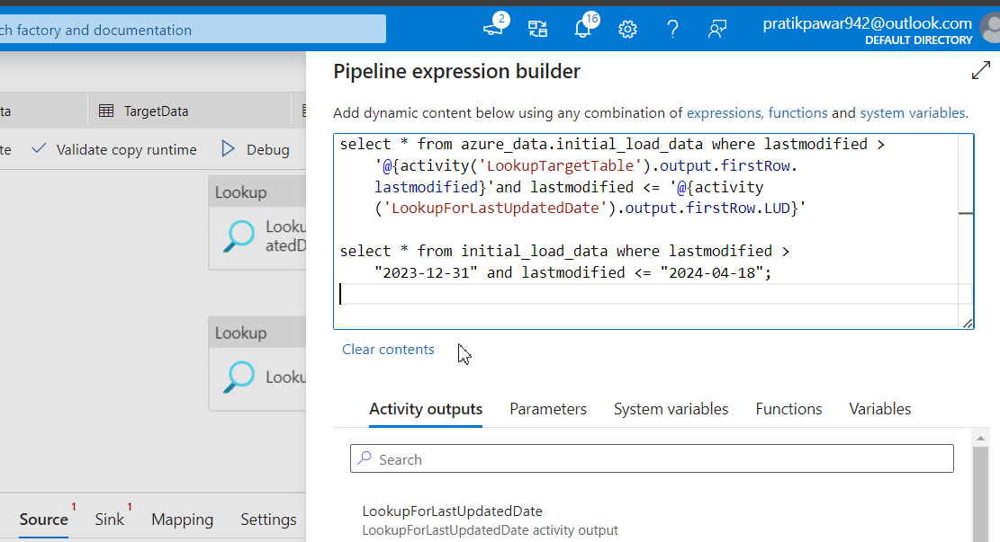 ch factory and documentation
2
16
pratikpawar942@outlook.com
DEFAULT DIRECTORY
Pipeline expression builder
ta
TargetData
Add dynamic content below using any combination of expressions, functions and system variables.
te
Validate copy runtime
Debug
select * from azure_data.initial_load_data where lastmodified >
'@{activity('LookupTargetTable').output.firstRow.
lastmodified}'and lastmodified <= '@{activity
('LookupForLastUpdatedDate').output.firstRow.LUD}'
select * from initial_load_data where lastmodified >
"2023-12-31" and lastmodified <= "2024-04-18";
Lookup
Looku
atedD
Lookup
Looku
Clear contents
Activity outputs
Parameters
System variables
Functions
Variables
Search
LookupForLastUpdatedDate
LookupForLastUpdatedDate activity output
Source 1
Sink 1
Mapping
Settings